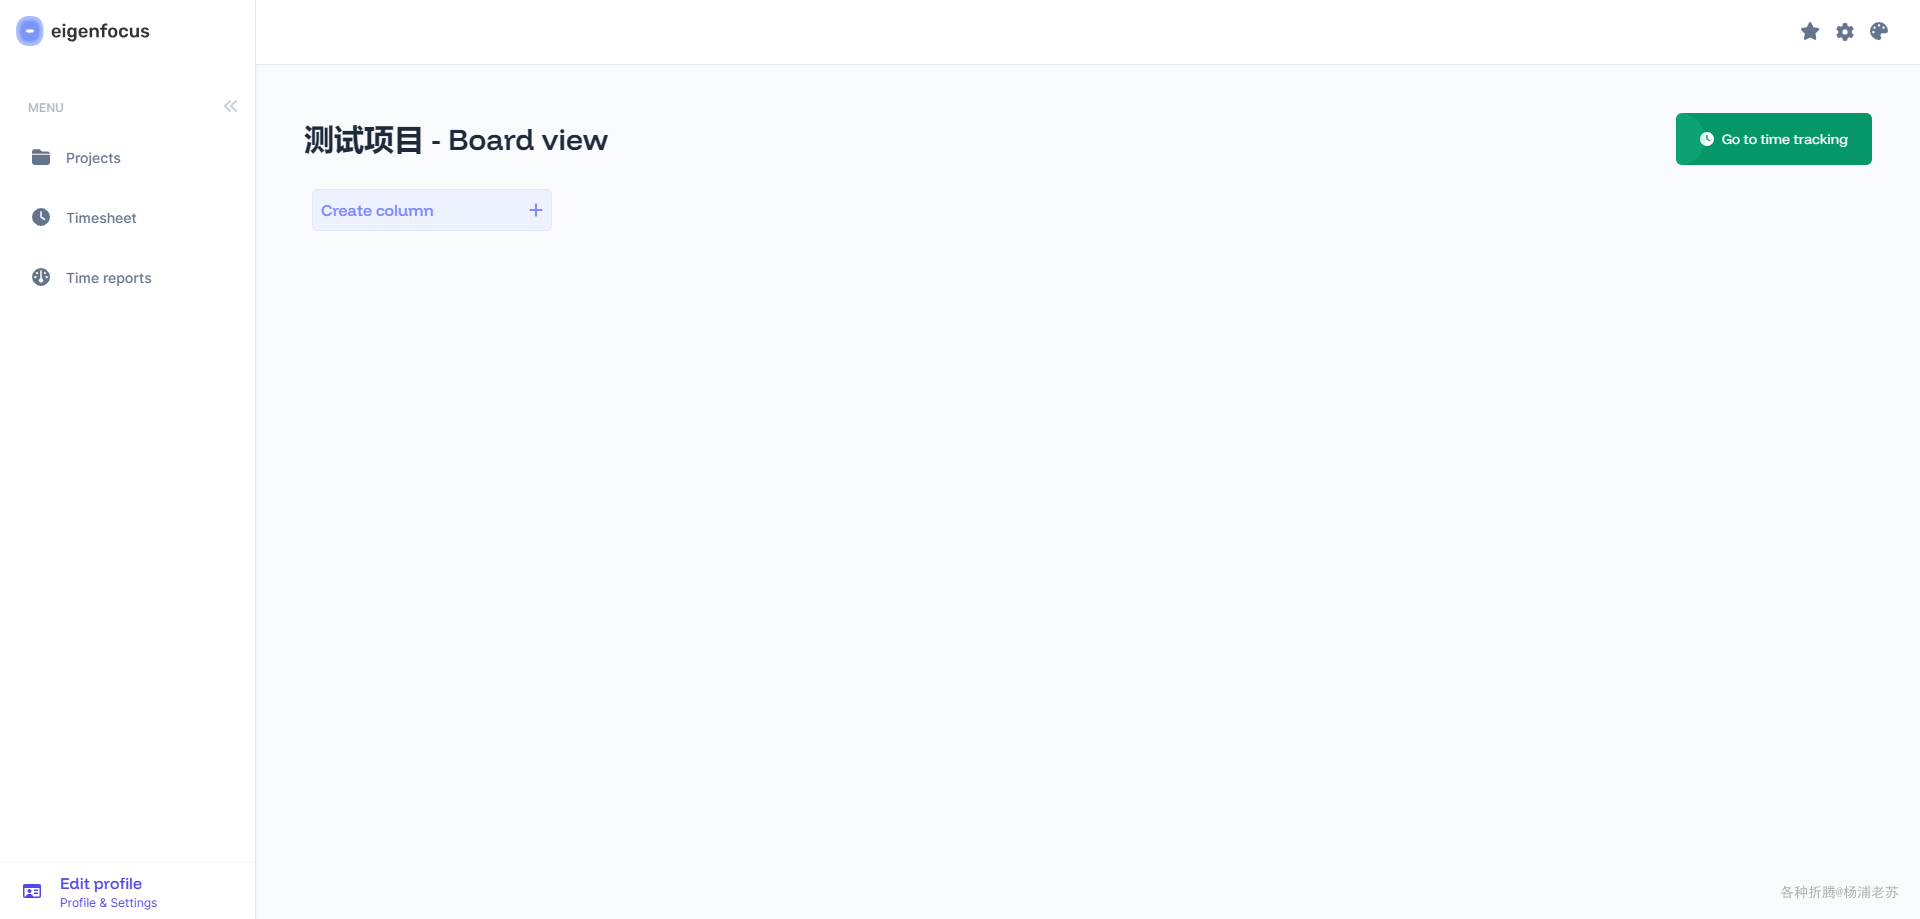 eigenfocus
MENU
Projects
Timesheet
Time reports
测试项目 - Board view
Go to time tracking
Create column
Edit profile
Profile & Settings
各种折腾@杨浦老苏